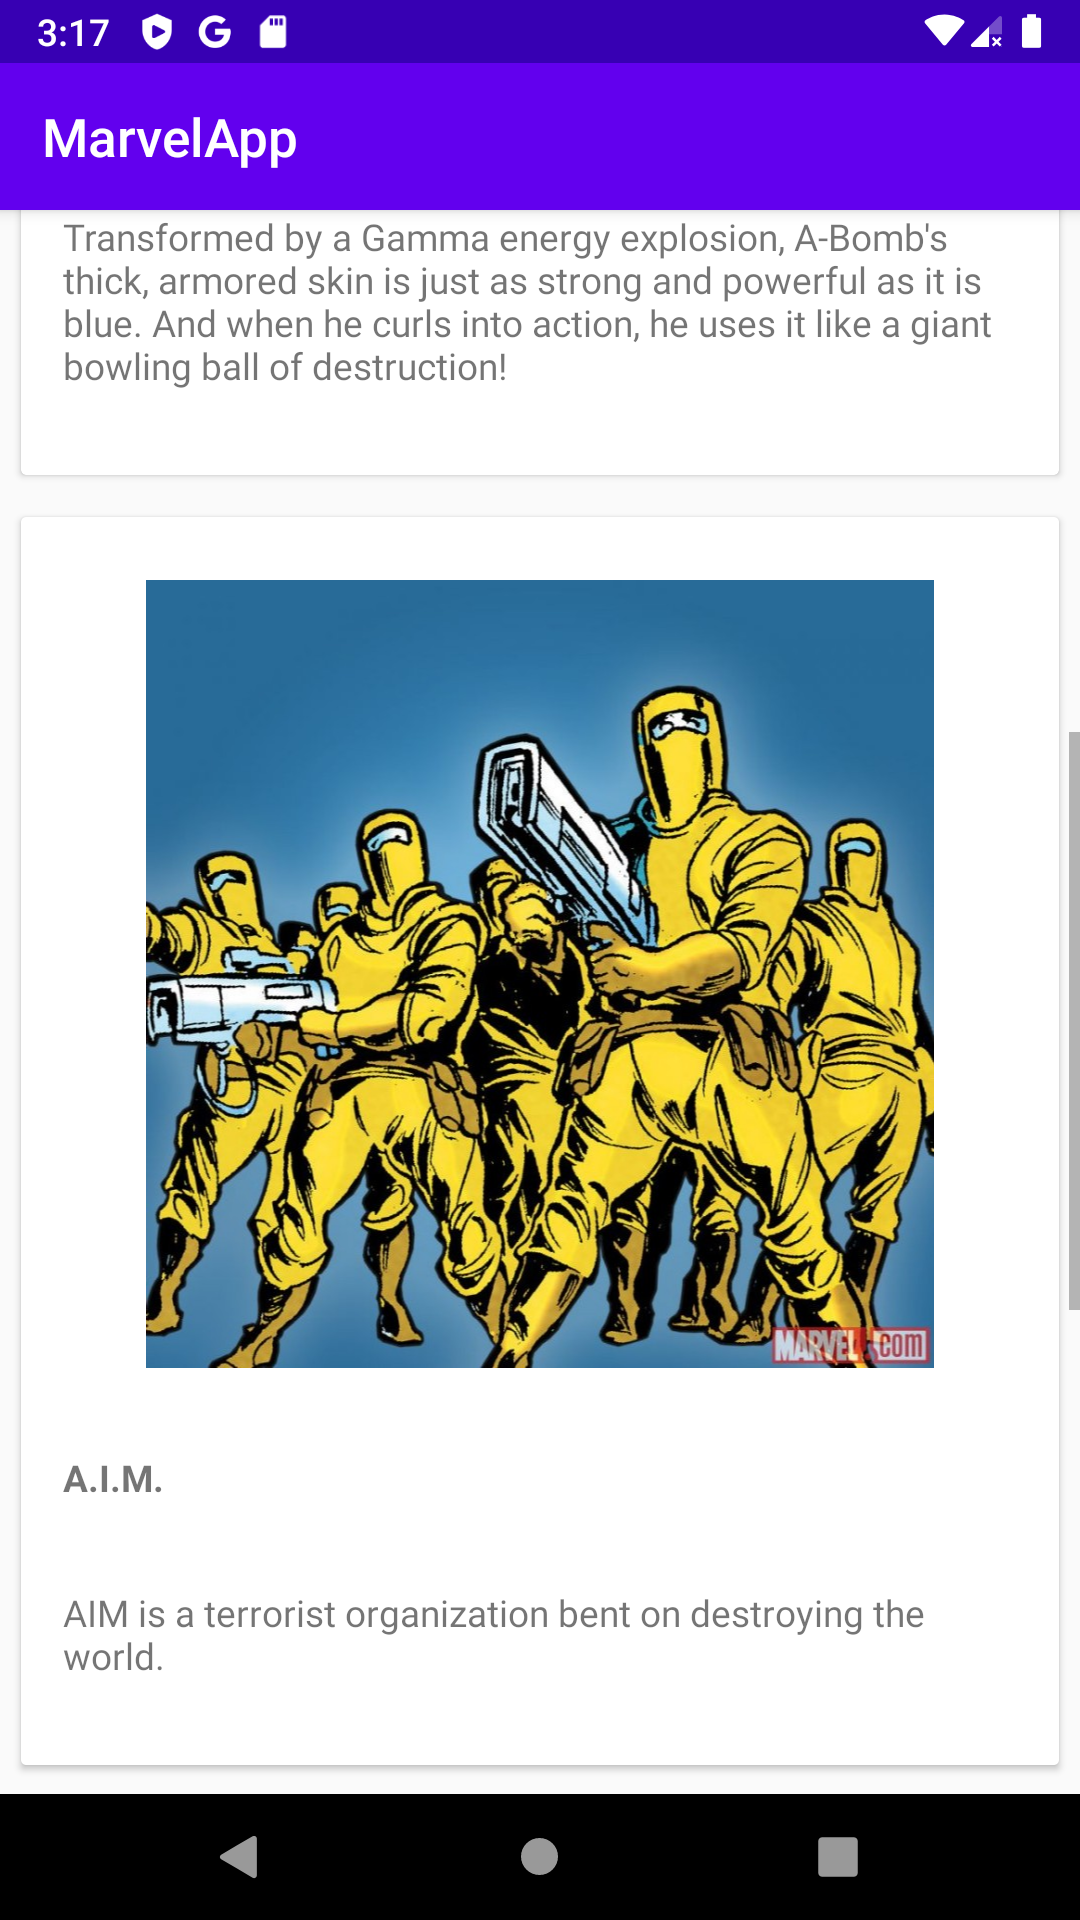 3:17
MarvelApp
Transformed by a Gamma energy explosion, A-Bomb's
thick, armored skin is just as strong and powerful as it is
blue. And when he curls into action, he uses it like a giant
bowling ball of destruction!
MARVEL.com
A.I.M.
AIM is a terrorist organization bent on destroying the
world.